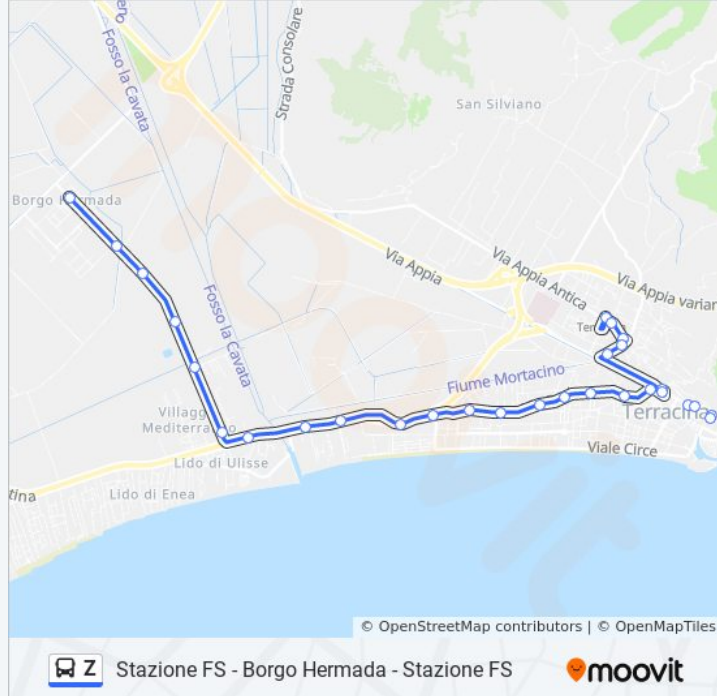 Fosso la Cavata
Strada Consolare
San Silviano
Borgo Hermada
Via Appia
Via Appia Antica
Via Appia varian
Fosso la Cavata
Fiume Mortacino
Terracina
Villaggio
Mediterraneo
Viale Circe
Lido di Ulisse
Lido di Enea
tina
© OpenStreetMap contributors | © OpenMapTiles
Z Stazione FS - Borgo Hermada - Stazione FS
moovit